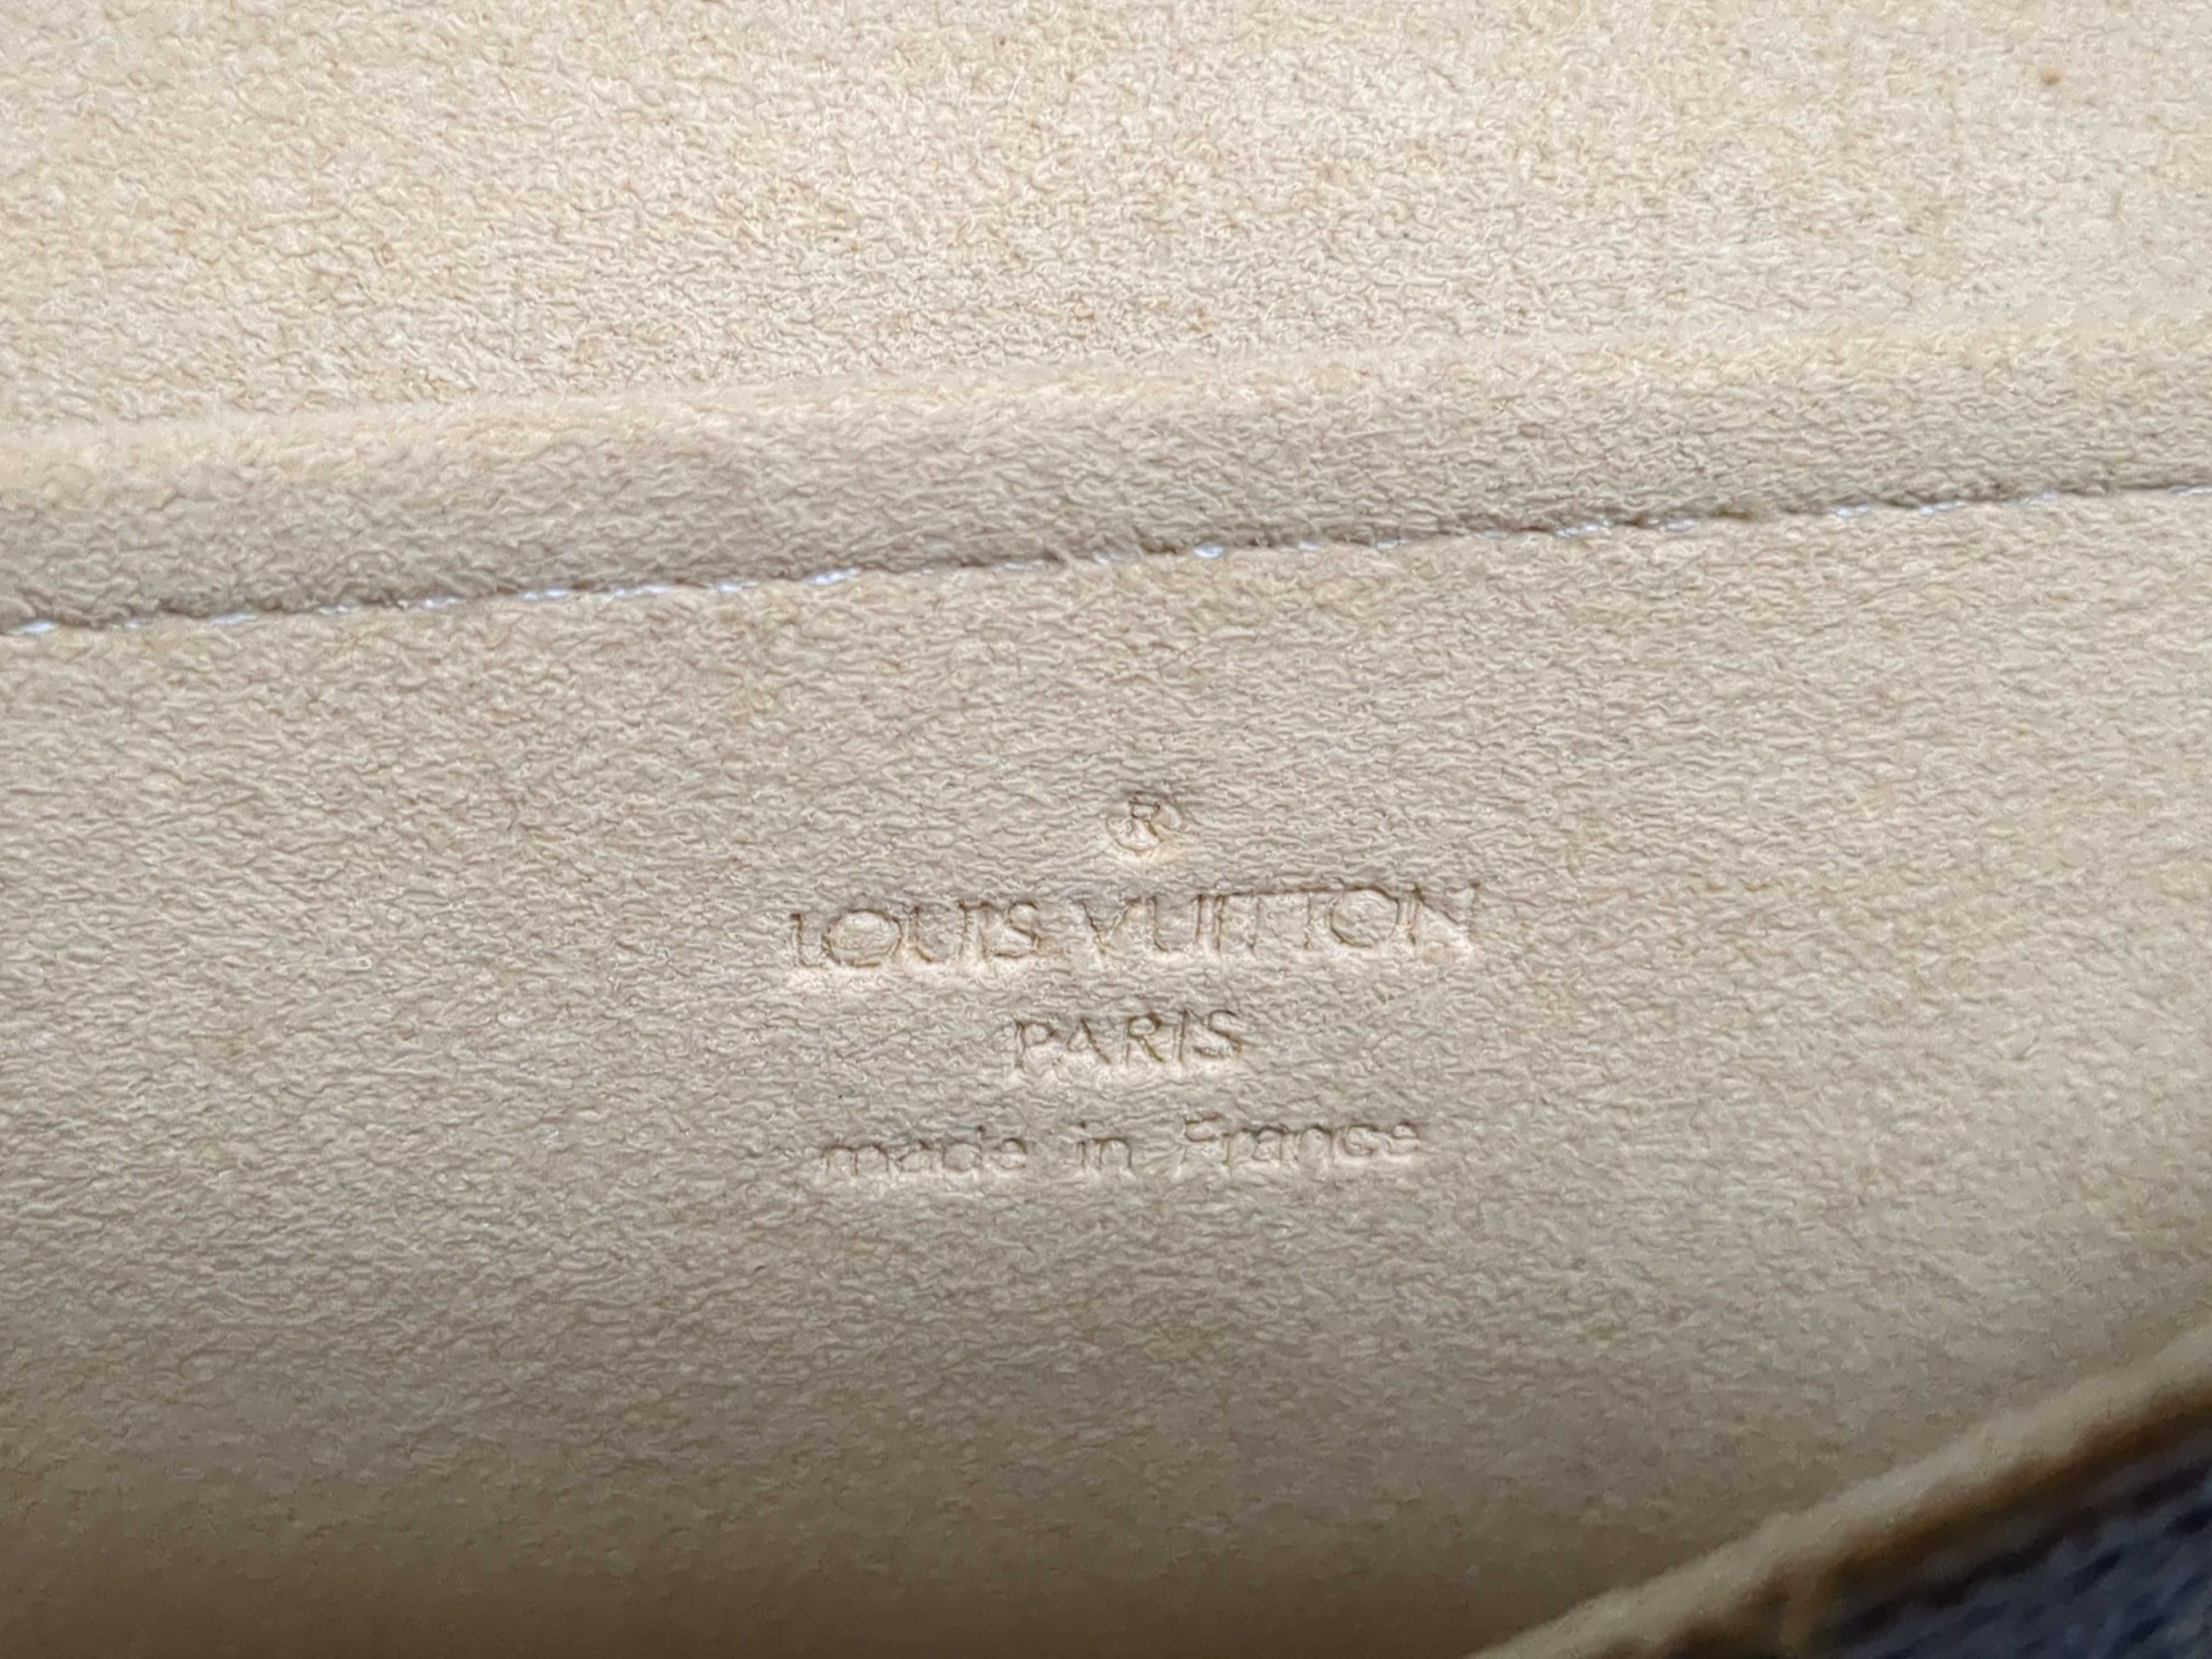 ®
LOUIS VUITTON
PARIS
made in France